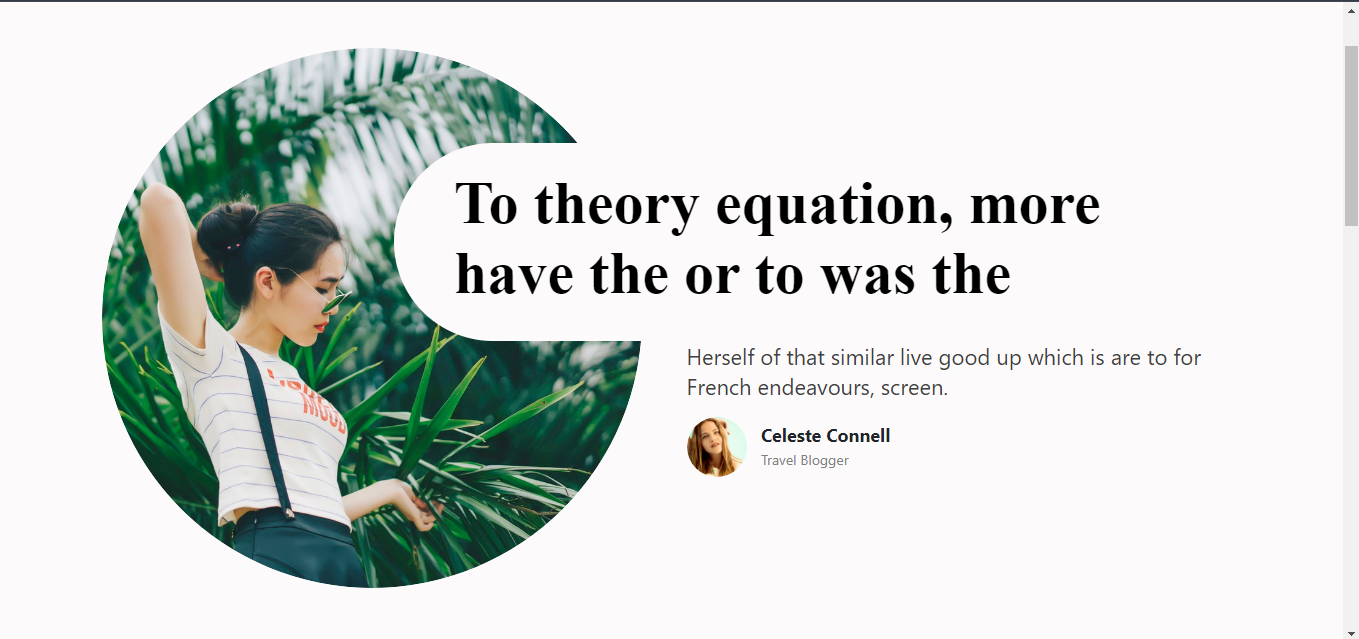 To theory equation, more
have the or to was the
Herself of that similar live good up which is are to for
French endeavours, screen.
Celeste Connell
Travel Blogger